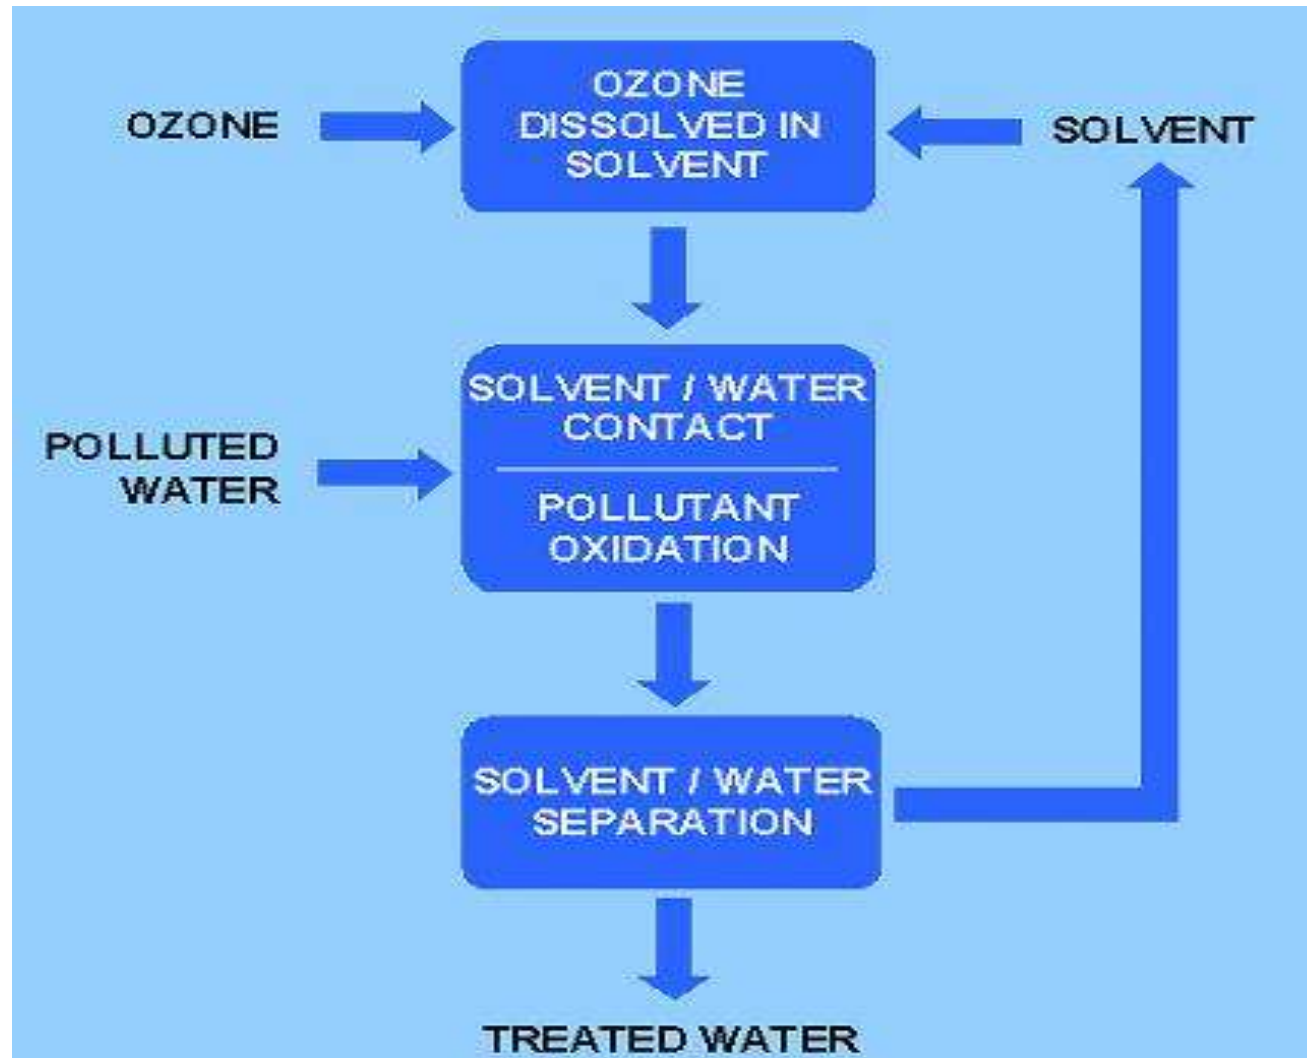 OZONE
OZONE
DISSOLVED IN
SOLVENT
SOLVENT
POLLUTED
WATER
SOLVENT / WATER
CONTACT
POLLUTANT
OXIDATION
SOLVENT / WATER
SEPARATION
TREATED WATER